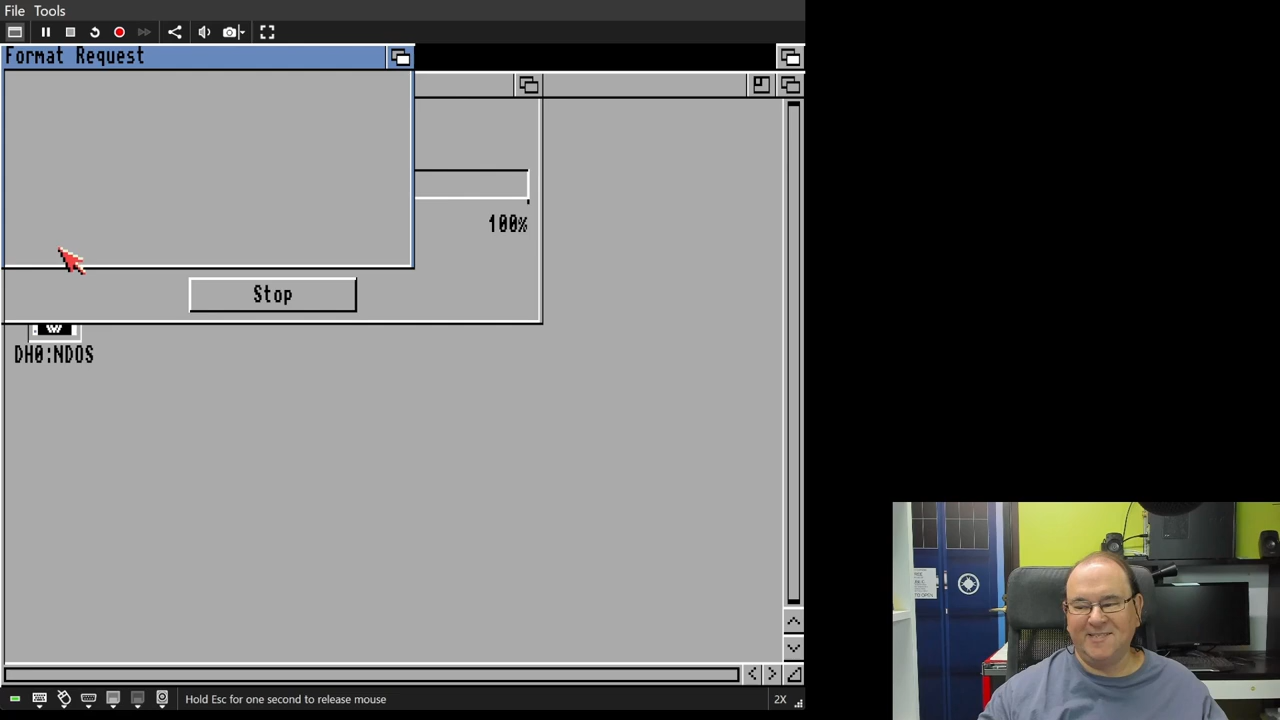 File Tools
Format Request
100%
Stop
DH0:NDOS
Hold Esc for one second to release mouse
2X